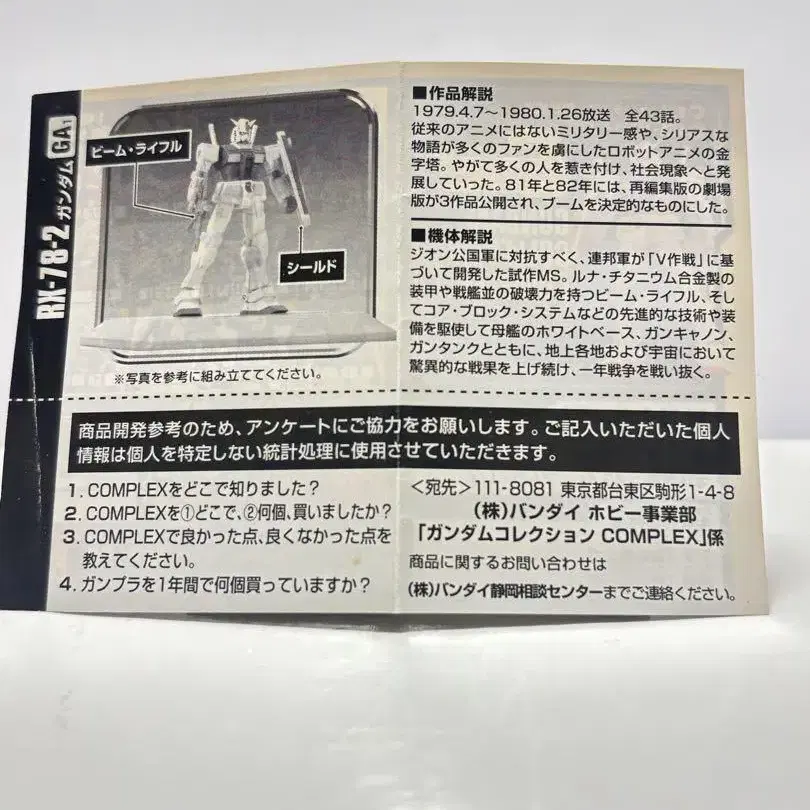 RX-78-2 ガンダム GA1
ビーム・ライフル
シールド
※写真を参考に組み立ててください。
■作品解説
1979.4.7～1980.1.26放送　全43話。
従来のアニメにはないミリタリー感や、シリアスな
物語が多くのファンを虜にしたロボットアニメの金
字塔。やがて多くの人を惹き付け、社会現象へと発
展していった。81年と82年には、再編集版の劇場
版が3作品公開され、ブームを決定的なものにした。
■機体解説
ジオン公国軍に対抗すべく、連邦軍が「V作戦」に基
づいて開発した試作MS。ルナ・チタニウム合金製の
装甲や戦艦並の破壊力を持つビーム・ライフル、そし
てコア・ブロック・システムなどの先進的な技術や装
備を駆使して母艦のホワイトベース、ガンキャノン、
ガンタンクとともに、地上各地および宇宙において
驚異的な戦果を上げ続け、一年戦争を戦い抜く。
商品開発参考のため、アンケートにご協力をお願いします。ご記入いただいた個人
情報は個人を特定しない統計処理に使用させていただきます。
1. COMPLEXをどこで知りました？
2. COMPLEXを①どこで、②何個、買いましたか？
3. COMPLEXで良かった点、良くなかった点を
教えてください。
4. ガンプラを1年間で何個買っていますか？
<宛先>111-8081 東京都台東区駒形1-4-8
(株)バンダイ ホビー事業部
「ガンダムコレクション COMPLEX」係
商品に関するお問い合わせは
(株)バンダイ静岡相談センターまでご連絡ください。